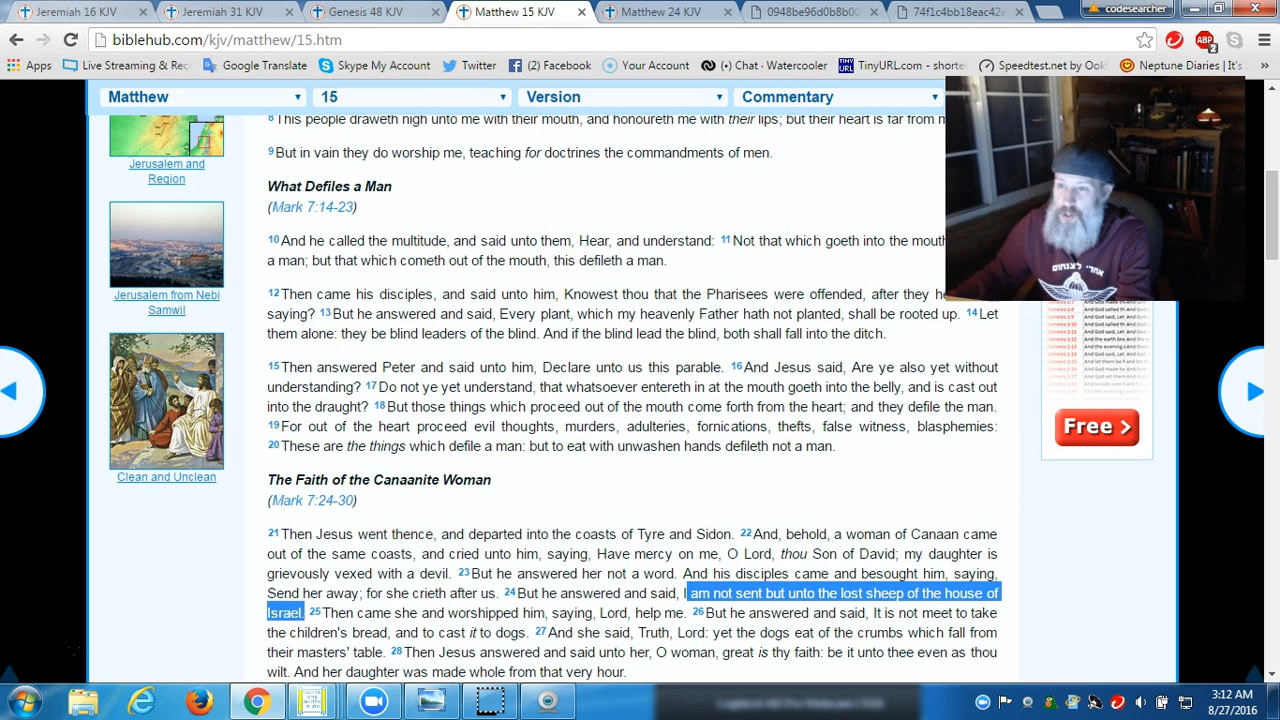 Jeremiah 16 KJV
Jeremiah 31 KJV
Genesis 48 KJV
Matthew 15 KJV
Matthew 24 KJV
0948be96d0b8b00
74f1c4bb18eac42e
codesearcher
biblehub.com/kjv/matthew/15.htm
Apps
Live Streaming & Rec
Google Translate
Skype My Account
Twitter
(2) Facebook
Your Account
(•) Chat · Watercooler
TinyURL.com - shorte
Speedtest.net by Ookl
Neptune Diaries | It's
Matthew
15
Version
Commentary
8 This people draweth nigh unto me with their mouth, and honoureth me with their lips; but their heart is far from
9 But in vain they do worship me, teaching for doctrines the commandments of men.
Jerusalem and
Region
What Defiles a Man
(Mark 7:14-23)
10 And he called the multitude, and said unto them, Hear, and understand: 11 Not that which goeth into the mouth
a man; but that which cometh out of the mouth, this defileth a man.
Jerusalem from Nebi
Samwil
12 Then came his disciples, and said unto him, Knowest thou that the Pharisees were offended, after they
saying? 13 But he answered and said, Every plant, which my heavenly Father hath not planted, shall be rooted up. 14 Let
them alone: they be blind leaders of the blind. And if the blind lead the blind, both shall fall into the ditch.
15 Then answered Peter and said unto him, Declare unto us this parable. 16 And Jesus said, Are ye also yet without
understanding? 17 Do not ye yet understand, that whatsoever entereth in at the mouth goeth into the belly, and is cast out
into the draught? 18 But those things which proceed out of the mouth come forth from the heart; and they defile the man.
19 For out of the heart proceed evil thoughts, murders, adulteries, fornications, thefts, false witness, blasphemies:
20 These are the things which defile a man: but to eat with unwashen hands defileth not a man.
Clean and Unclean
The Faith of the Canaanite Woman
(Mark 7:24-30)
21 Then Jesus went thence, and departed into the coasts of Tyre and Sidon. 22 And, behold, a woman of Canaan came
out of the same coasts, and cried unto him, saying, Have mercy on me, O Lord, thou Son of David; my daughter is
grievously vexed with a devil. 23 But he answered her not a word. And his disciples came and besought him, saying,
Send her away; for she crieth after us. 24 But he answered and said, I am not sent but unto the lost sheep of the house of
Israel. 25 Then came she and worshipped him, saying, Lord, help me. 26 But he answered and said, It is not meet to take
the children's bread, and to cast it to dogs. 27 And she said, Truth, Lord: yet the dogs eat of the crumbs which fall from
their masters' table. 28 Then Jesus answered and said unto her, O woman, great is thy faith: be it unto thee even as thou
wilt. And her daughter was made whole from that very hour.
Free >
3:12 AM
8/27/2016